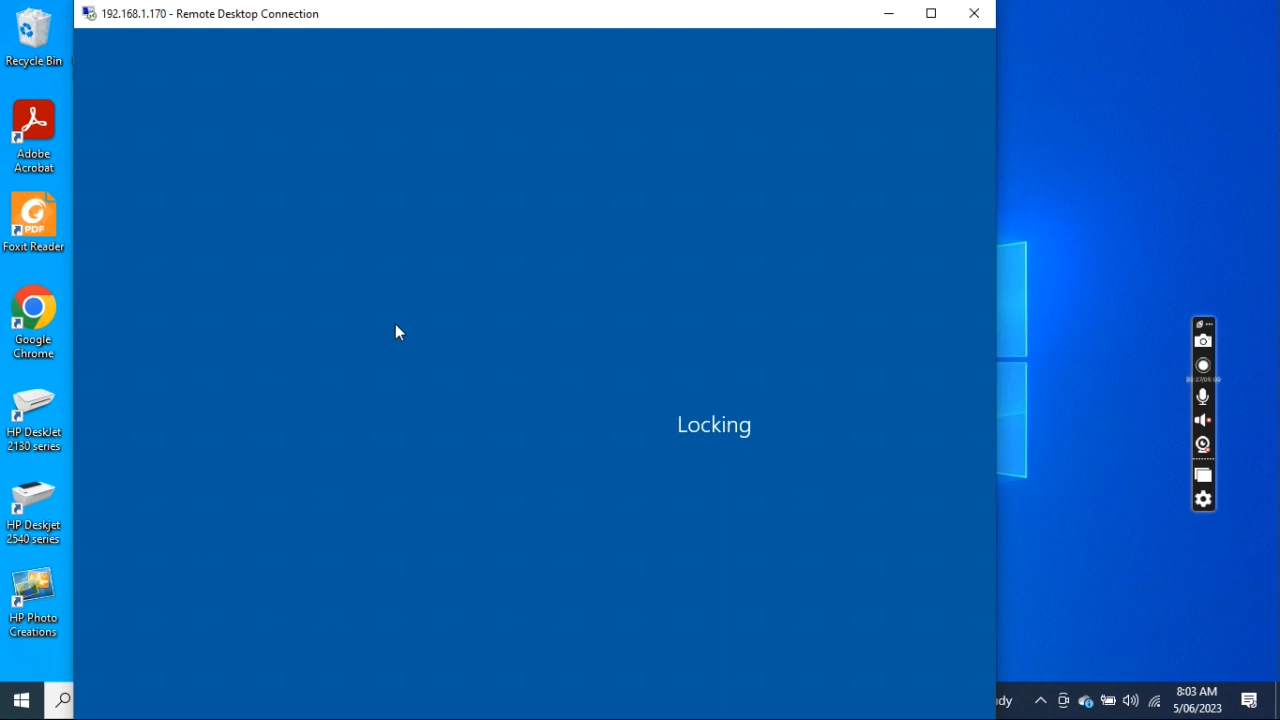 192.168.1.170 - Remote Desktop Connection
Recycle Bin
Adobe
Acrobat
Foxit Reader
Google
Chrome
HP DeskJet
2130 series
HP Deskjet
2540 series
HP Photo
Creations
PDF
Locking
dy
8:03 AM
5/06/2023